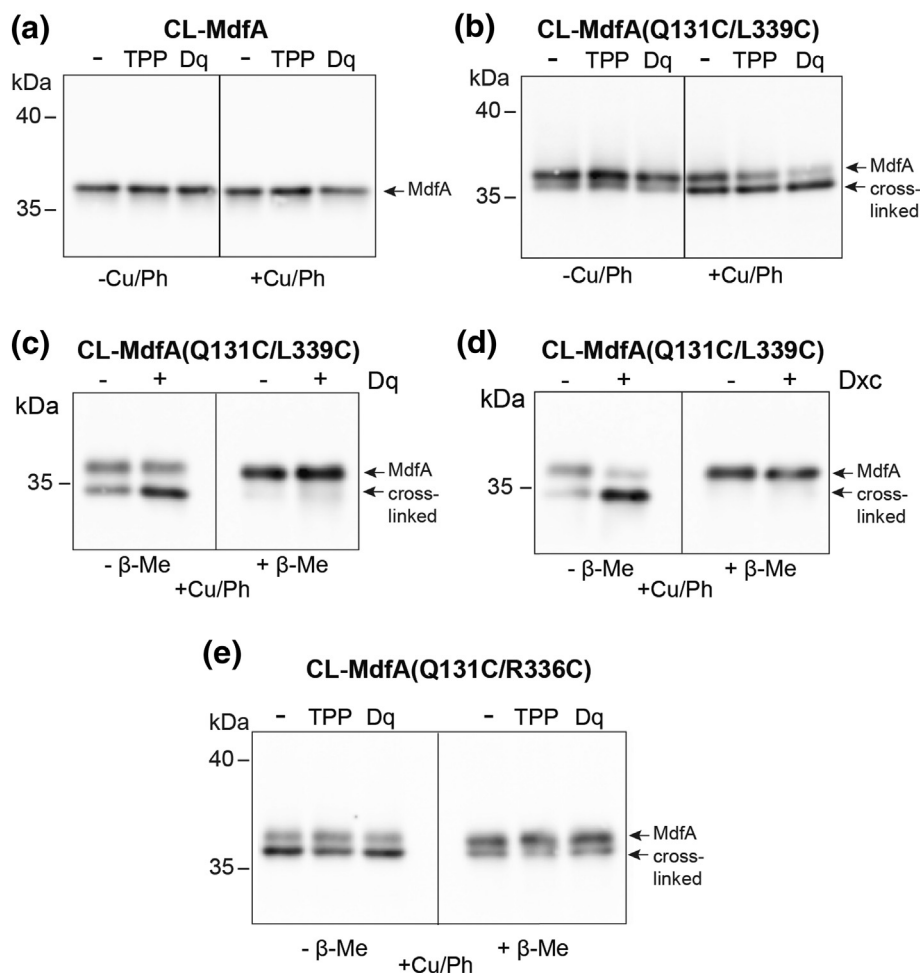 (a)
CL-MdfA
- TPP Dq - TPP Dq
kDa
40
35
MdfA
-Cu/Ph +Cu/Ph
(b)
CL-MdfA(Q131C/L339C)
- TPP Dq - TPP Dq
kDa
40
35
MdfA
cross-
linked
-Cu/Ph +Cu/Ph
(c)
CL-MdfA(Q131C/L339C)
- + - + Dq
kDa
35
MdfA
cross-
linked
- β-Me + β-Me
+Cu/Ph
(d)
CL-MdfA(Q131C/L339C)
- + - + Dxc
kDa
35
MdfA
cross-
linked
- β-Me + β-Me
+Cu/Ph
(e)
CL-MdfA(Q131C/R336C)
- TPP Dq - TPP Dq
kDa
40
35
MdfA
cross-
linked
- β-Me + β-Me
+Cu/Ph